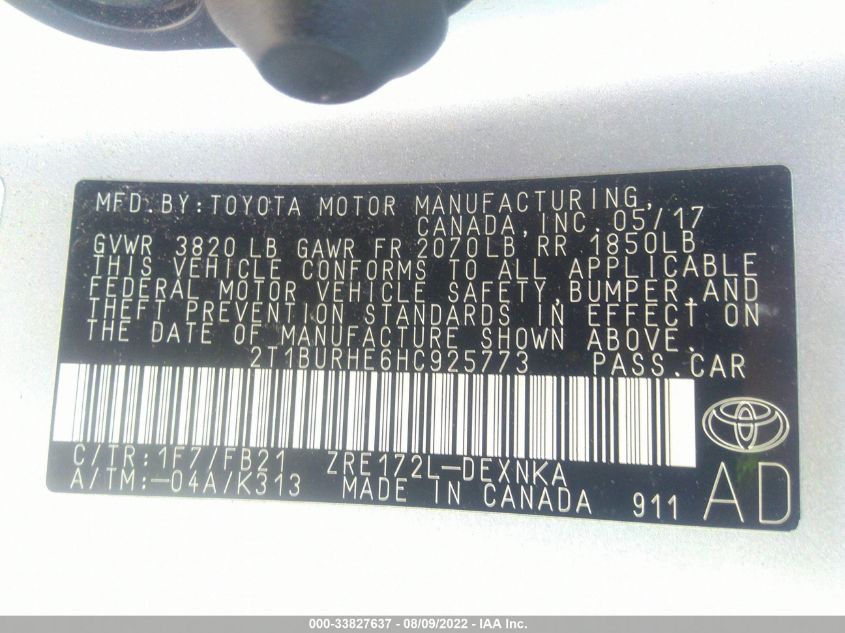 MFD.BY:TOYOTA MOTOR MANUFACTURING,
CANADA,INC. 05/17
GVWR 3820 LB GAWR FR 2070LB RR 1850LB
THIS VEHICLE CONFORMS TO ALL APPLICABLE
FEDERAL MOTOR VEHICLE SAFETY,BUMPER,AND
THEFT PREVENTION STANDARDS IN EFFECT ON
THE DATE OF MANUFACTURE SHOWN ABOVE.
2T1BURHE6HC925773 PASS.CAR
C/TR:1F7/FB21 ZRE172L-DEXNKA
A/TM:-04A/K313 MADE IN CANADA 911 AD
000-33827637 - 08/09/2022 - IAA Inc.